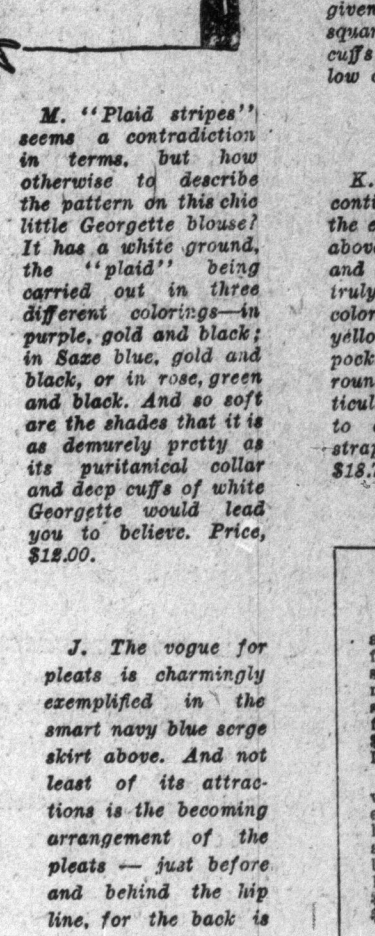 M. "Plaid stripes"
seems a contradiction
in terms, but how
otherwise to describe
the pattern on this chic
little Georgette blouse?
It has a white ground,
the "plaid" being
carried out in three
different colorings—in
purple, gold and black;
in Saxe blue, gold and
black, or in rose, green
and black. And so soft
are the shades that it is
as demurely pretty as
its puritanical collar
and deep cuffs of white
Georgette would lead
you to believe. Price,
$12.00.
J. The vogue for
pleats is charmingly
exemplified in the
smart navy blue serge
skirt above. And not
least of its attrac-
tions is the becoming
arrangement of the
pleats — just before
and behind the hip
line, for the back is
given
squar
cuffs
low
K.
conti
the e
above
and
truly
color
yello
pock
roun
ticul
to
strap
$18.7